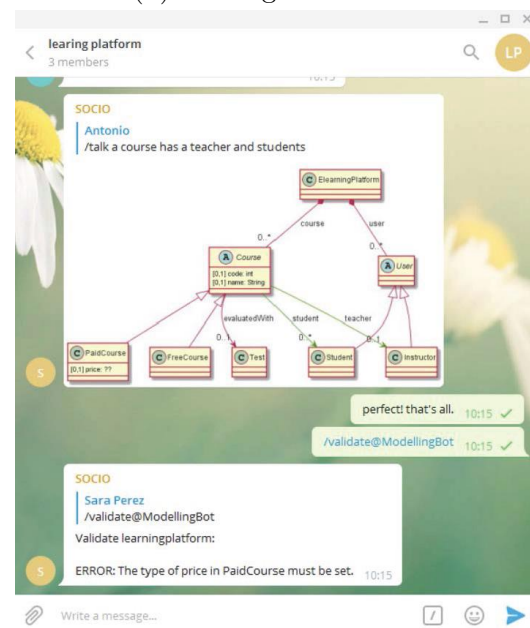 learing platform
3 members
LP
10:15
SOCIO
Antonio
/talk a course has a teacher and students
C ElearningPlatform
course
user
0..*
0..*
A Course
[0,1] code: int
[0,1] name: String
A User
evaluatedWith
student
teacher
0..1
0..*
0..1
C PaidCourse
[0,1] price: ??
C FreeCourse
C Test
C Student
C Instructor
S
perfect! that's all. 10:15
/validate@ModellingBot 10:15
SOCIO
Sara Perez
/validate@ModellingBot
Validate learningplatform:
ERROR: The type of price in PaidCourse must be set. 10:15
S
Write a message...